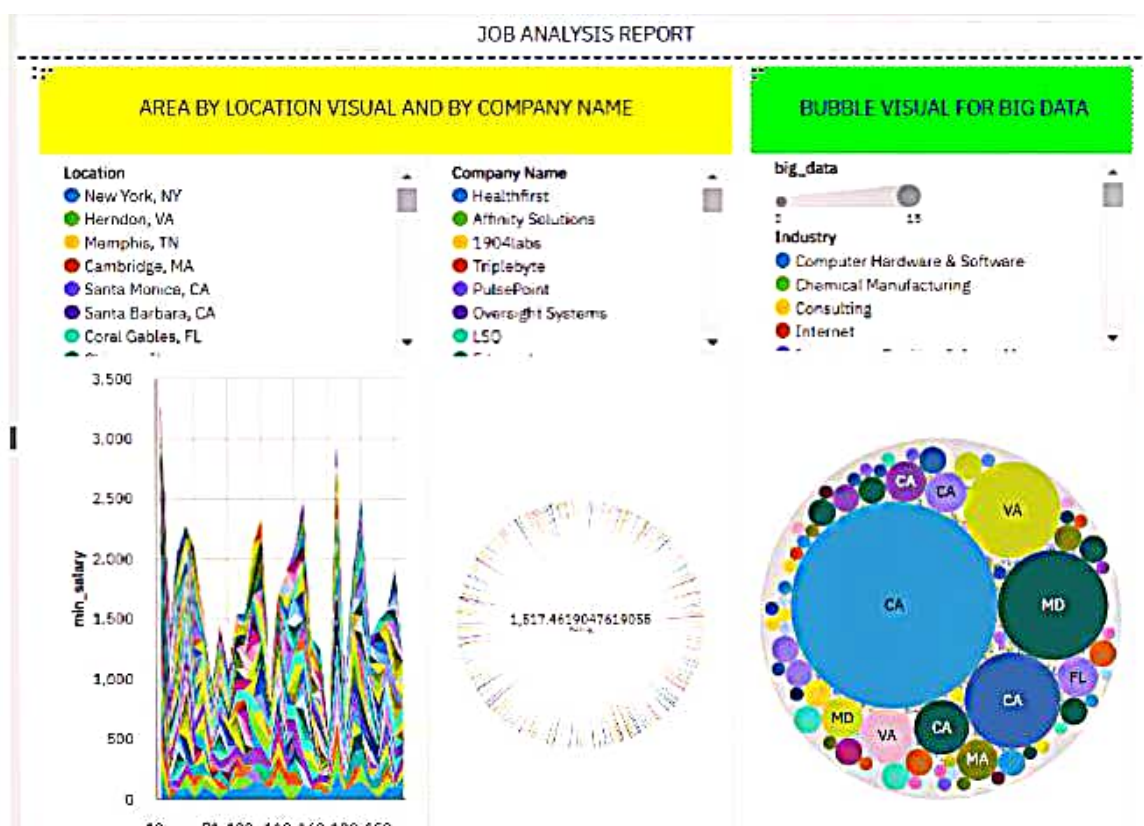 JOB ANALYSIS REPORT
AREA BY LOCATION VISUAL AND BY COMPANY NAME
BUBBLE VISUAL FOR BIG DATA
Location
New York, NY
Herndon, VA
Memphis, TN
Cambridge, MA
Santa Monica, CA
Santa Barbara, CA
Coral Gables, FL
Company Name
Healthfirst
Affinity Solutions
1904labs
Triplebyte
PulsePoint
Oversight Systems
LSQ
big_data
Industry
Computer Hardware & Software
Chemical Manufacturing
Consulting
Internet
3,500
3,000
2,500
2,000
1,500
1,000
500
0
min_salary
1,517.4619047619055
CA
CA
VA
CA
MD
FL
CA
MD
VA
CA
MA